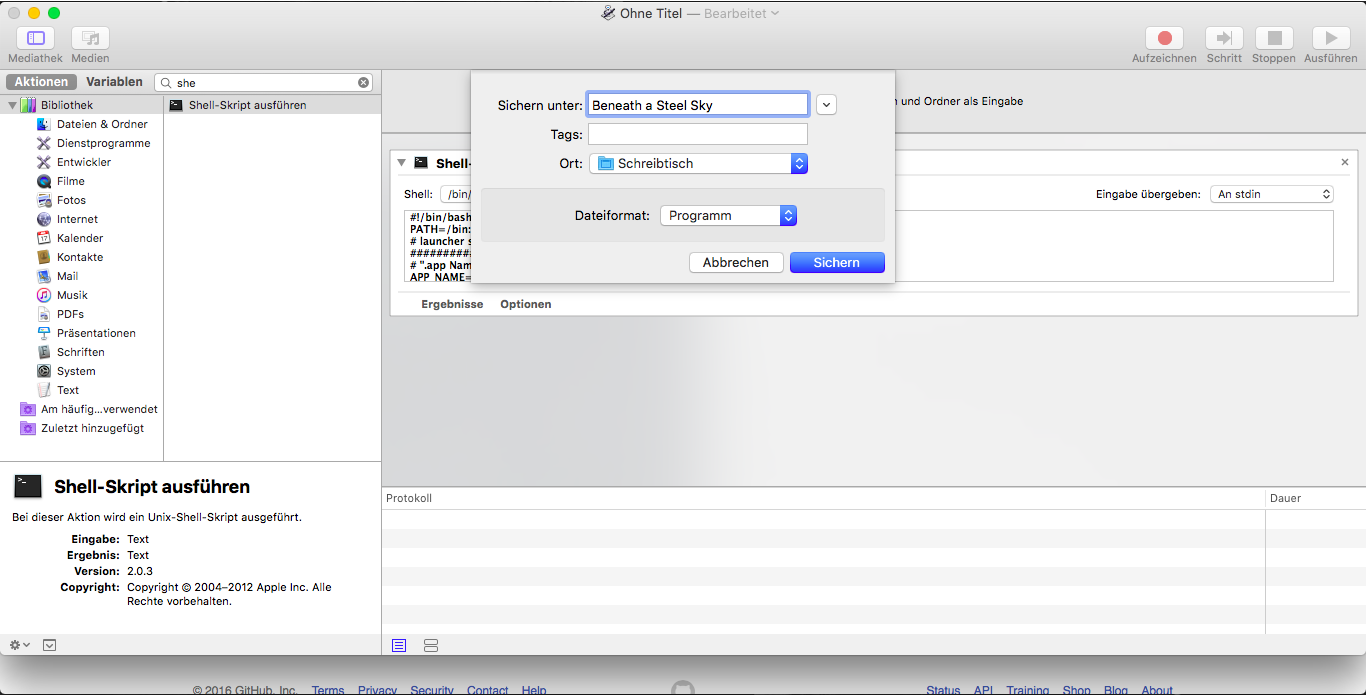 Ohne Titel — Bearbeitet
Mediathek Medien
Aufzeichnen Schritt Stoppen Ausführen
Aktionen Variablen she
Bibliothek
Dateien & Ordner
Dienstprogramme
Entwickler
Filme
Fotos
Internet
Kalender
Kontakte
Mail
Musik
PDFs
Präsentationen
Schriften
System
Text
Am häufig...verwendet
Zuletzt hinzugefügt
Shell-Skript ausführen
Sichern unter: Beneath a Steel Sky
Tags:
Ort: Schreibtisch
Dateiformat: Programm
Abbrechen Sichern
und Ordner als Eingabe
Shell-
Shell: /bin/
Eingabe übergeben: An stdin
#!/bin/bash
PATH=/bin:
# launcher s
##########
# ".app Nam
APP_NAME=
Ergebnisse Optionen
Shell-Skript ausführen
Bei dieser Aktion wird ein Unix-Shell-Skript ausgeführt.
Eingabe: Text
Ergebnis: Text
Version: 2.0.3
Copyright: Copyright © 2004–2012 Apple Inc. Alle
Rechte vorbehalten.
Protokoll Dauer
© 2016 GitHub, Inc. Terms Privacy Security Contact Help
Status API Training Shop Blog About